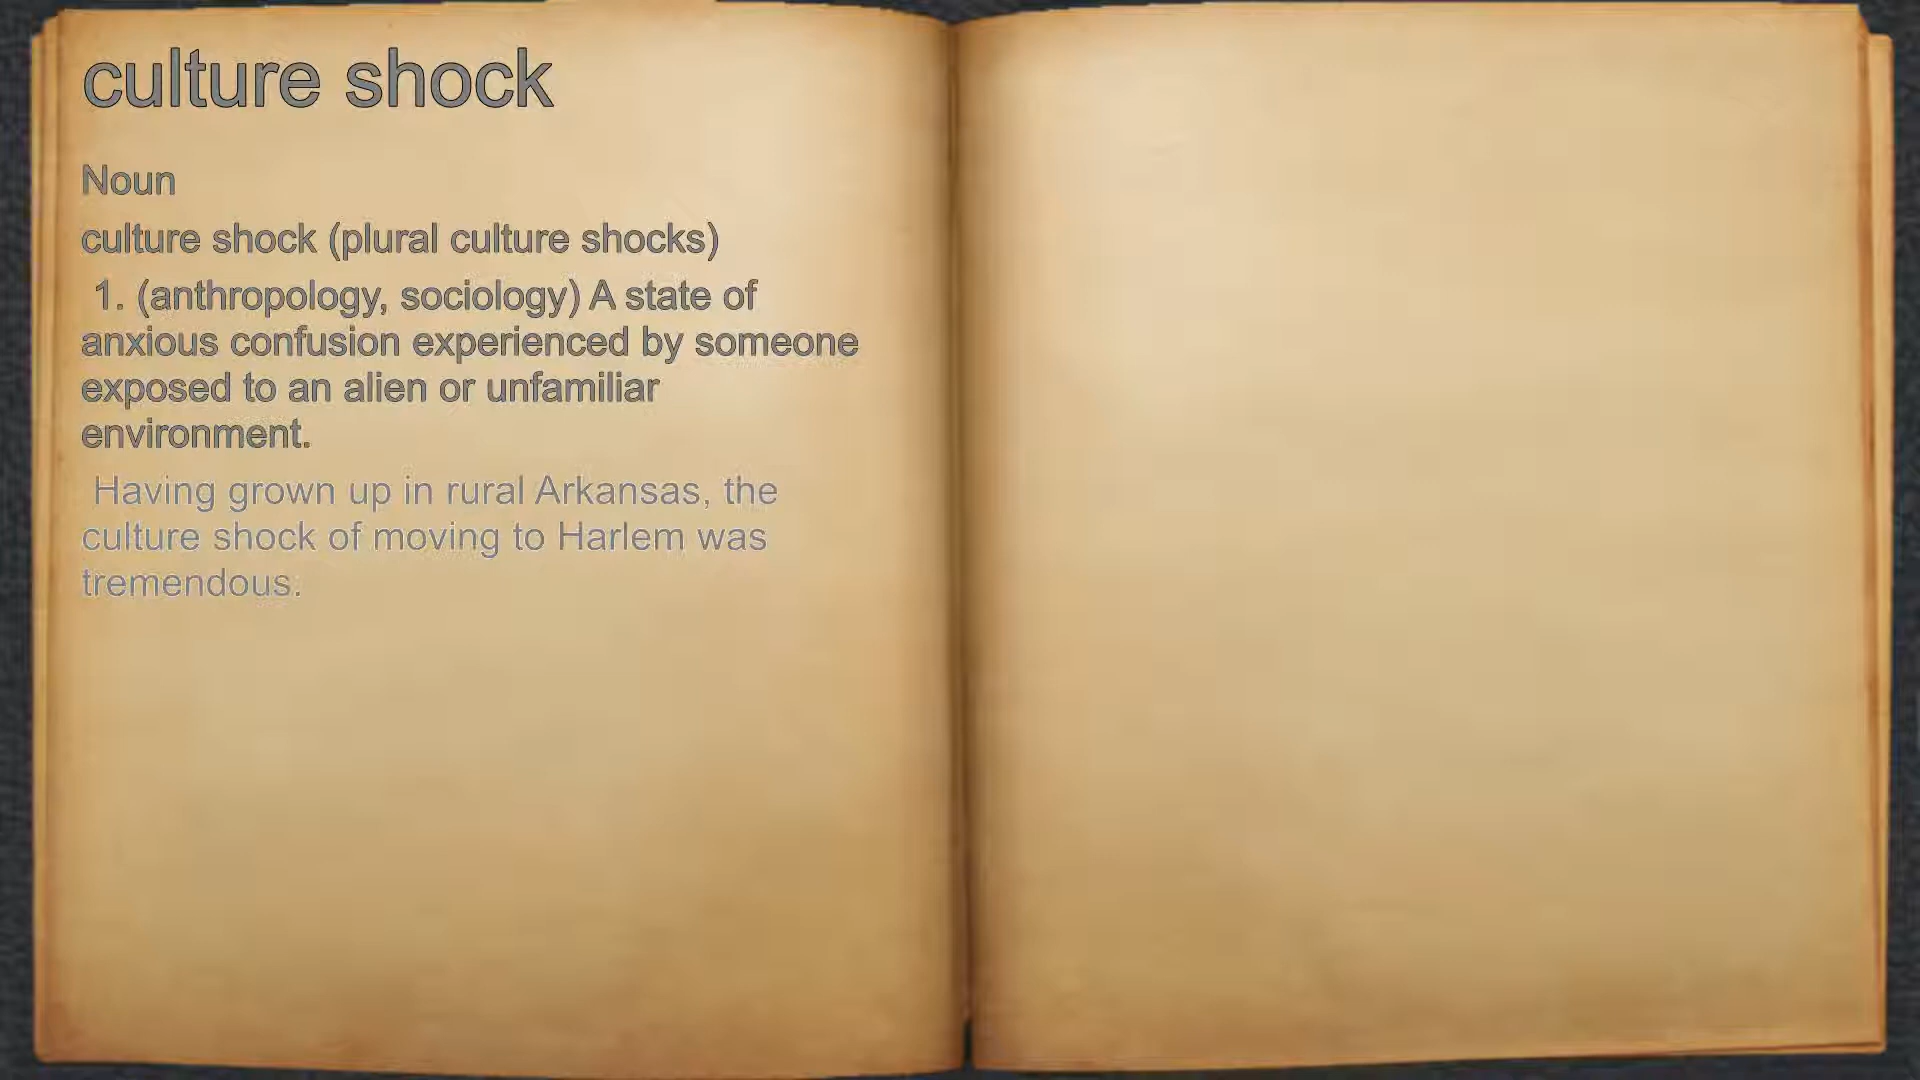 culture shock
Noun
culture shock (plural culture shocks)
1. (anthropology, sociology) A state of
anxious confusion experienced by someone
exposed to an alien or unfamiliar
environment.
Having grown up in rural Arkansas, the
culture shock of moving to Harlem was
tremendous.